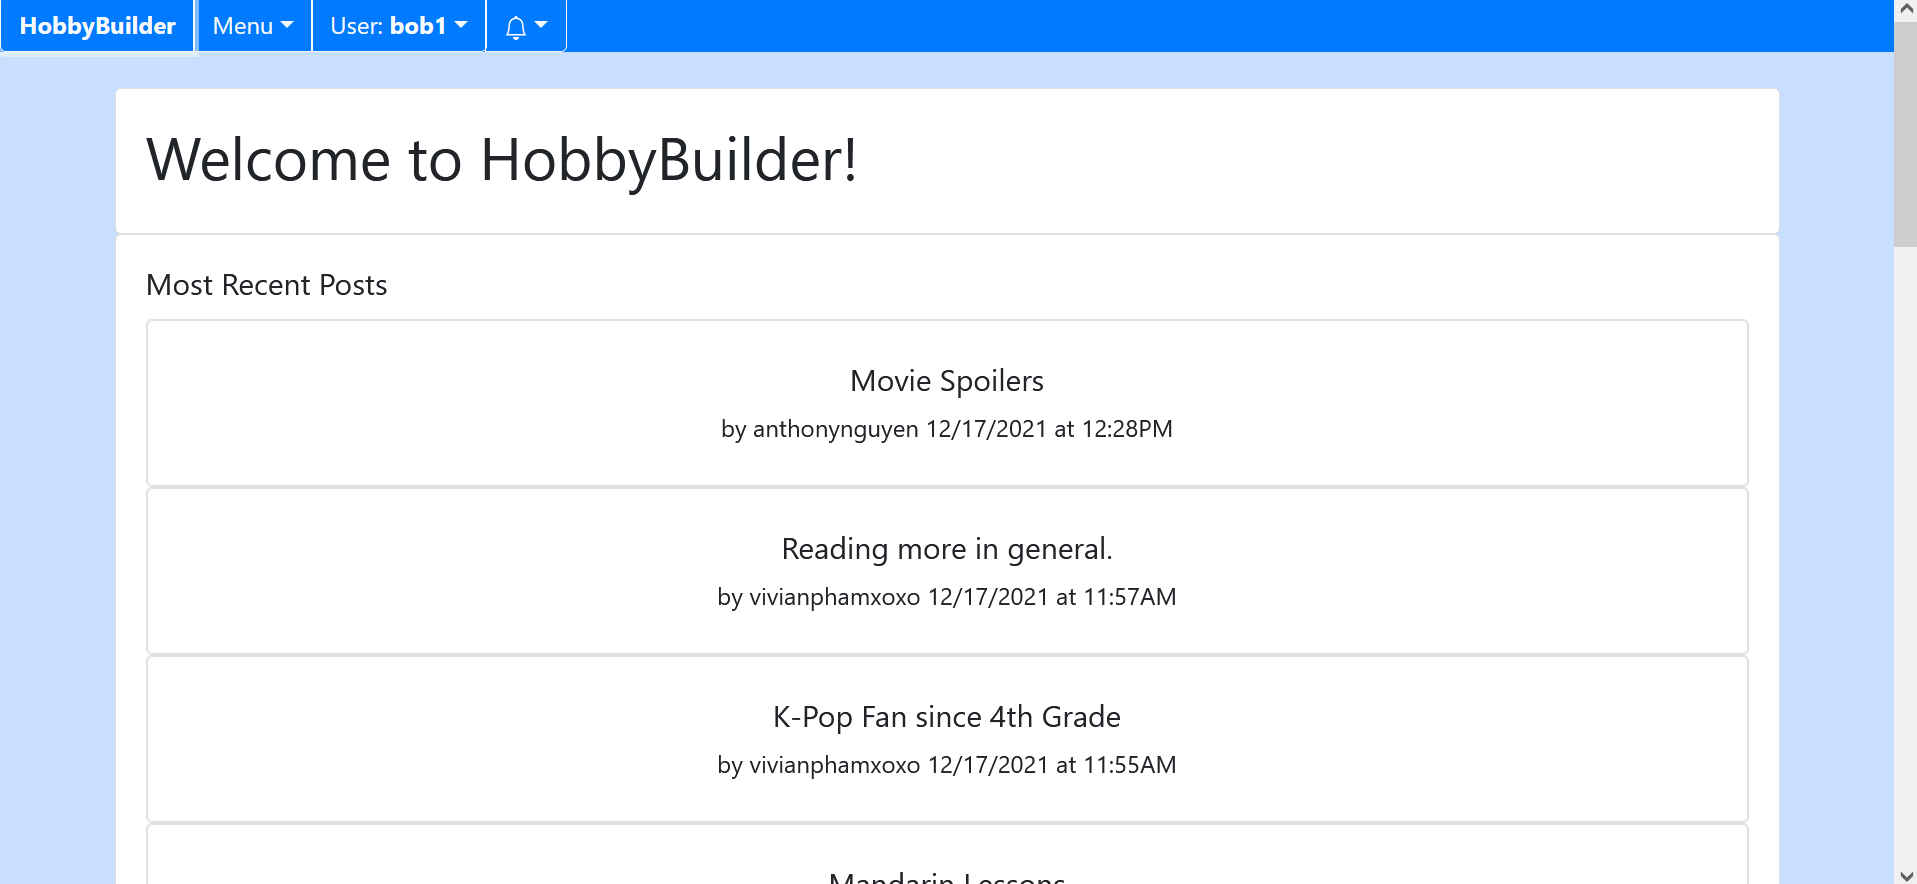 HobbyBuilder Menu User: bob1
Welcome to HobbyBuilder!
Most Recent Posts
Movie Spoilers
by anthonynguyen 12/17/2021 at 12:28PM
Reading more in general.
by vivianphamxoxo 12/17/2021 at 11:57AM
K-Pop Fan since 4th Grade
by vivianphamxoxo 12/17/2021 at 11:55AM
Mandarin Lessons